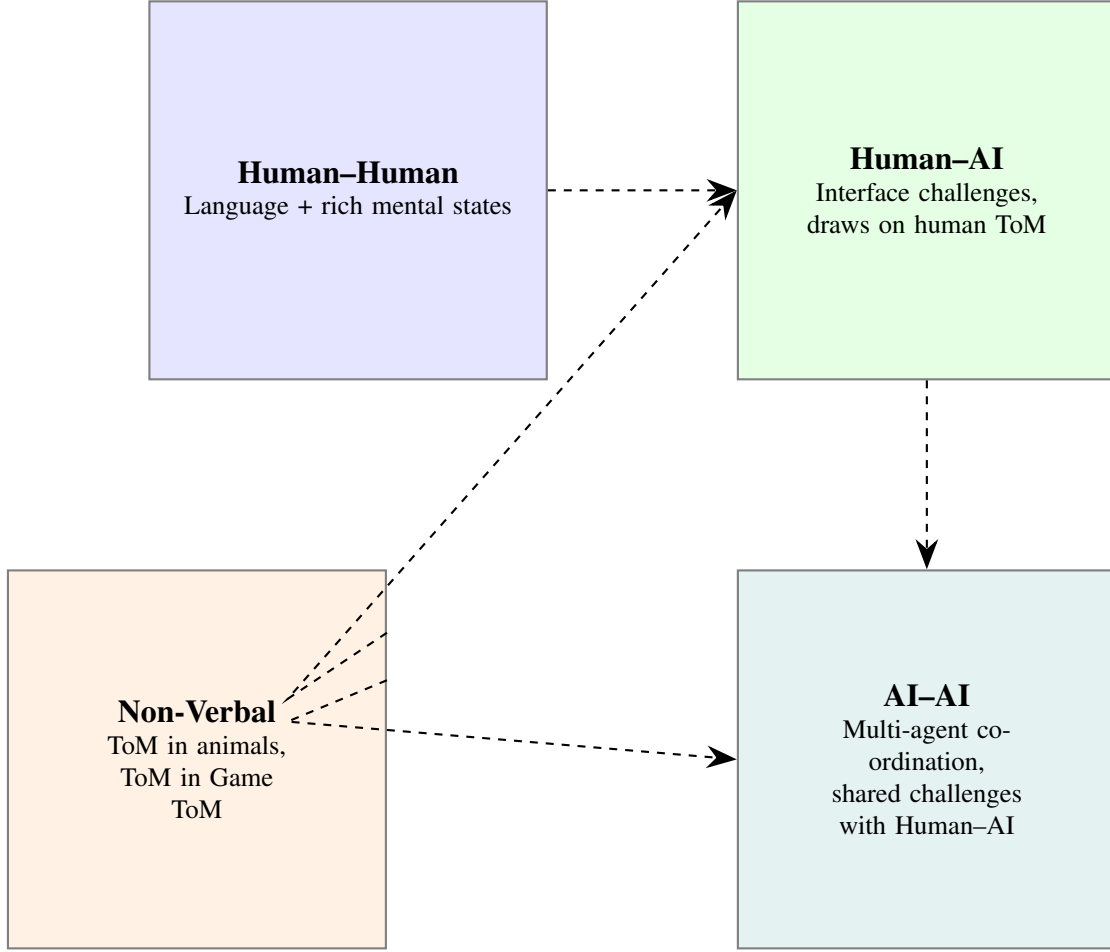 Human–Human
Language + rich mental states
Human–AI
Interface challenges,
draws on human ToM
Non-Verbal
ToM in animals,
ToM in Game
ToM
AI–AI
Multi-agent co-
ordination,
shared challenges
with Human–AI